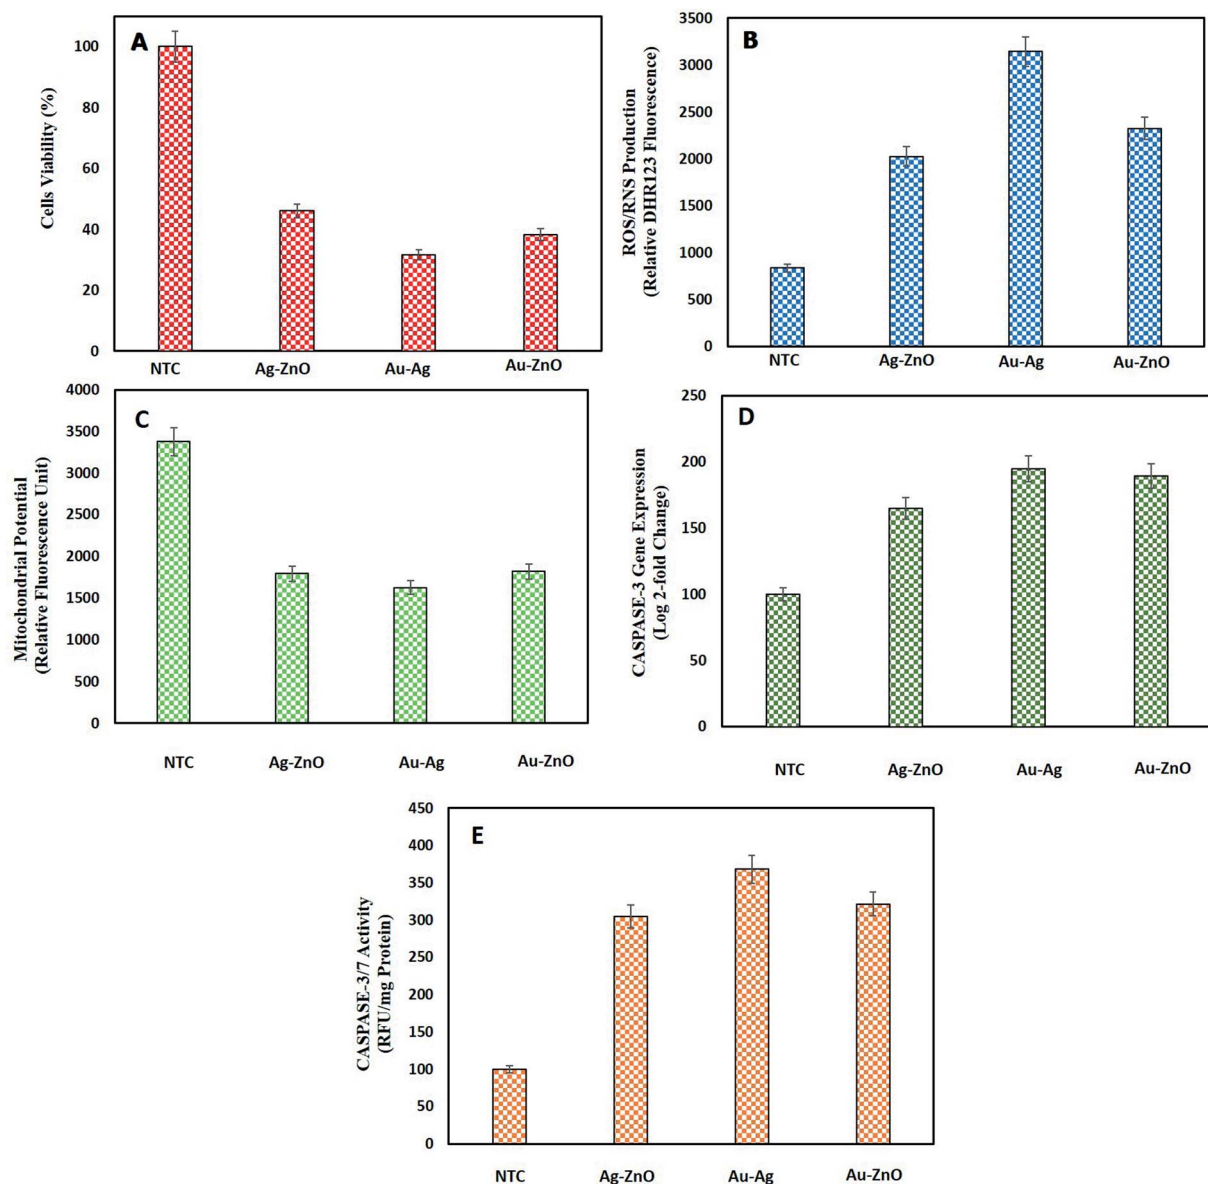 A
Cells Viability (%)
100
80
60
40
20
0
NTC
Ag-ZnO
Au-Ag
Au-ZnO
B
ROS/RNS Production
(Relative DHR123 Fluorescence)
3500
3000
2500
2000
1500
1000
500
0
NTC
Ag-ZnO
Au-Ag
Au-ZnO
C
Mitochondrial Potential
(Relative Fluorescence Unit)
4000
3500
3000
2500
2000
1500
1000
500
0
NTC
Ag-ZnO
Au-Ag
Au-ZnO
D
CASPASE-3 Gene Expression
(Log 2-fold Change)
250
200
150
100
50
0
NTC
Ag-ZnO
Au-Ag
Au-ZnO
E
CASPASE-3/7 Activity
(RFU/mg Protein)
450
400
350
300
250
200
150
100
50
0
NTC
Ag-ZnO
Au-Ag
Au-ZnO